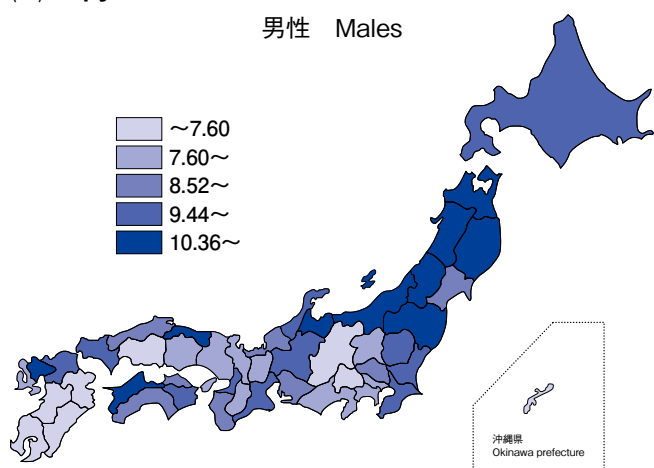 男性 Males
～7.60
7.60～
8.52～
9.44～
10.36～
沖縄県
Okinawa prefecture